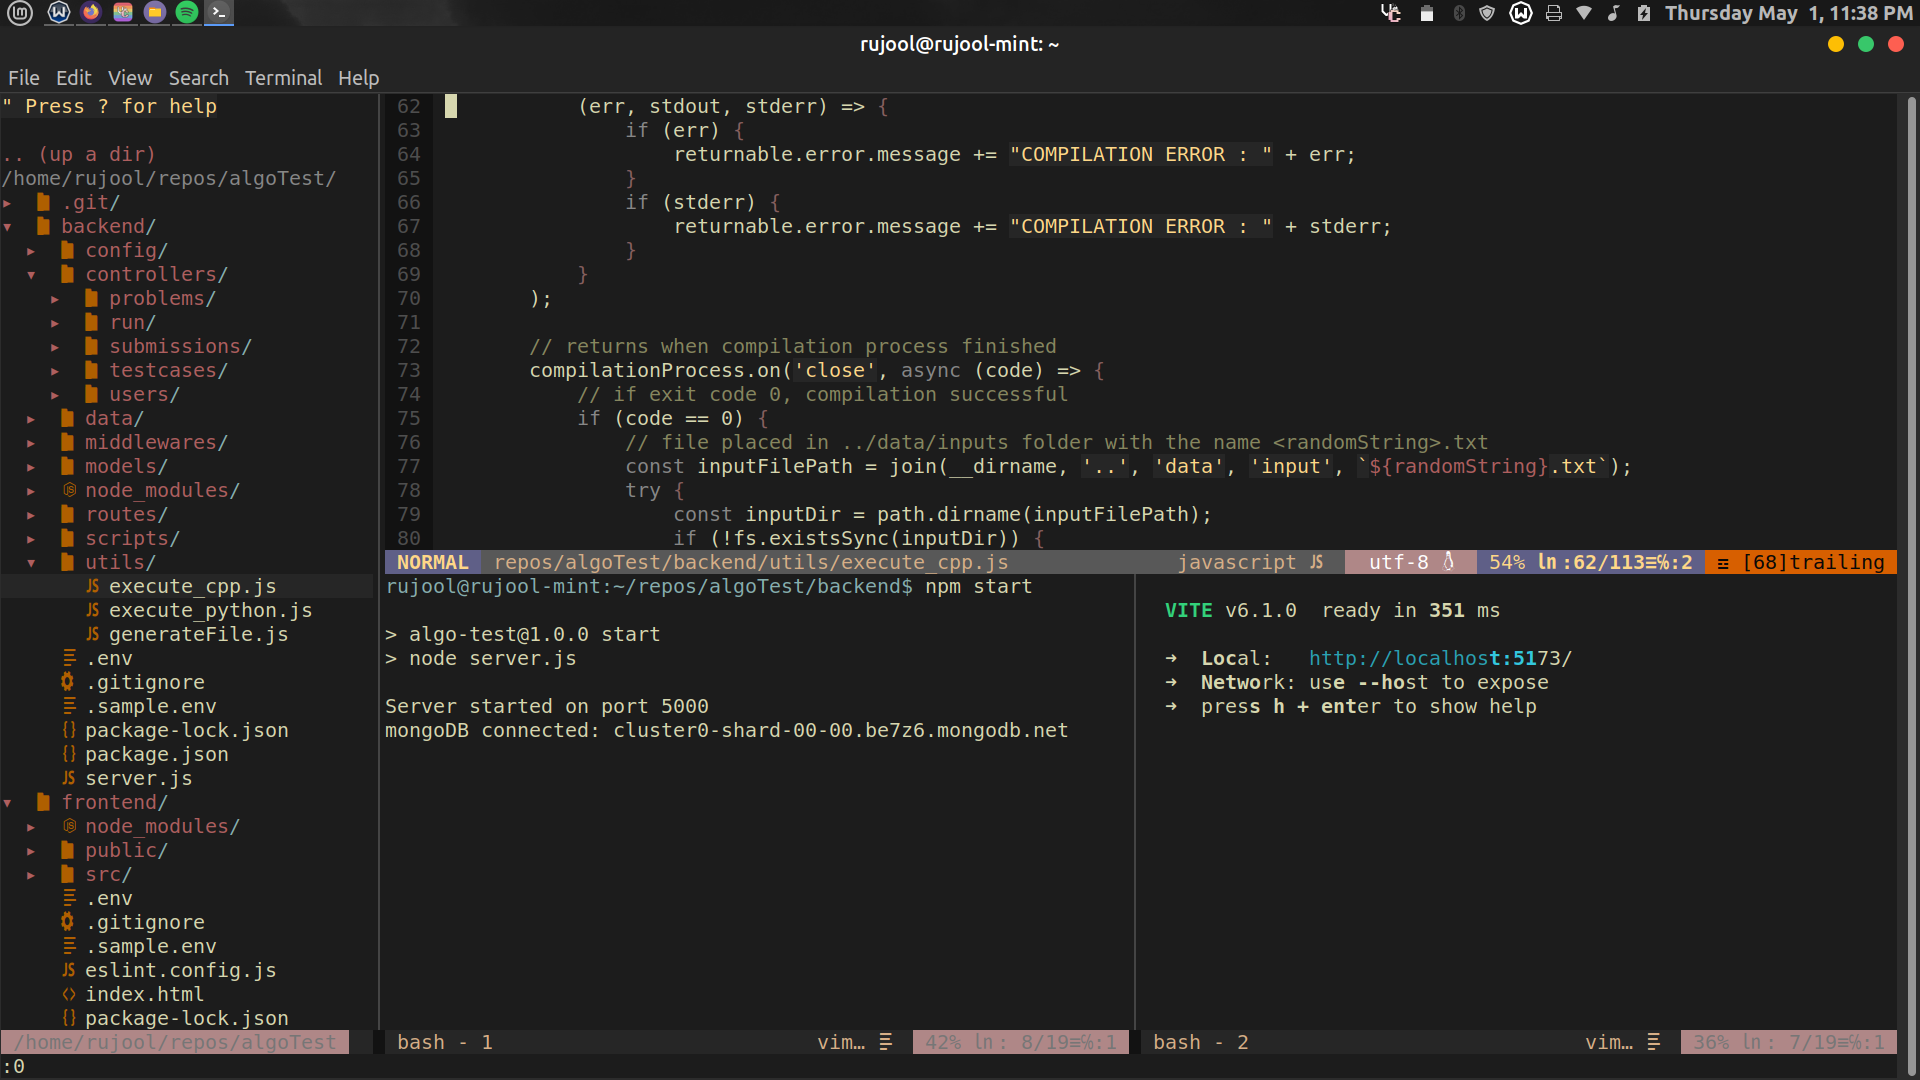 Thursday May 1, 11:38 PM
rujool@rujool-mint: ~
File Edit View Search Terminal Help
" Press ? for help
.. (up a dir)
/home/rujool/repos/algoTest/
▸ .git/
▾ backend/
▸ config/
▾ controllers/
▸ problems/
▸ run/
▸ submissions/
▸ testcases/
▸ users/
▸ data/
▸ middlewares/
▸ models/
▸ node_modules/
▸ routes/
▸ scripts/
▾ utils/
JS execute_cpp.js
JS execute_python.js
JS generateFile.js
.env
.gitignore
.sample.env
{} package-lock.json
{} package.json
JS server.js
▾ frontend/
▸ node_modules/
▸ public/
▸ src/
.env
.gitignore
.sample.env
JS eslint.config.js
<> index.html
{} package-lock.json
/home/rujool/repos/algoTest
62 (err, stdout, stderr) => {
63 if (err) {
64 returnable.error.message += "COMPILATION ERROR : " + err;
65 }
66 if (stderr) {
67 returnable.error.message += "COMPILATION ERROR : " + stderr;
68 }
69 }
70 );
71
72 // returns when compilation process finished
73 compilationProcess.on('close', async (code) => {
74 // if exit code 0, compilation successful
75 if (code == 0) {
76 // file placed in ../data/inputs folder with the name <randomString>.txt
77 const inputFilePath = join(__dirname, '..', 'data', 'input', `${randomString}.txt`);
78 try {
79 const inputDir = path.dirname(inputFilePath);
80 if (!fs.existsSync(inputDir)) {
NORMAL repos/algoTest/backend/utils/execute_cpp.js javascript JS utf-8 54% ln:62/113≡℅:2 ☲ [68]trailing
rujool@rujool-mint:~/repos/algoTest/backend$ npm start
> algo-test@1.0.0 start
> node server.js
Server started on port 5000
mongoDB connected: cluster0-shard-00-00.be7z6.mongodb.net
bash - 1 vim… 42% ln: 8/19≡℅:1
VITE v6.1.0 ready in 351 ms
➜ Local: http://localhost:5173/
➜ Network: use --host to expose
➜ press h + enter to show help
bash - 2 vim… 36% ln: 7/19≡℅:1
:0